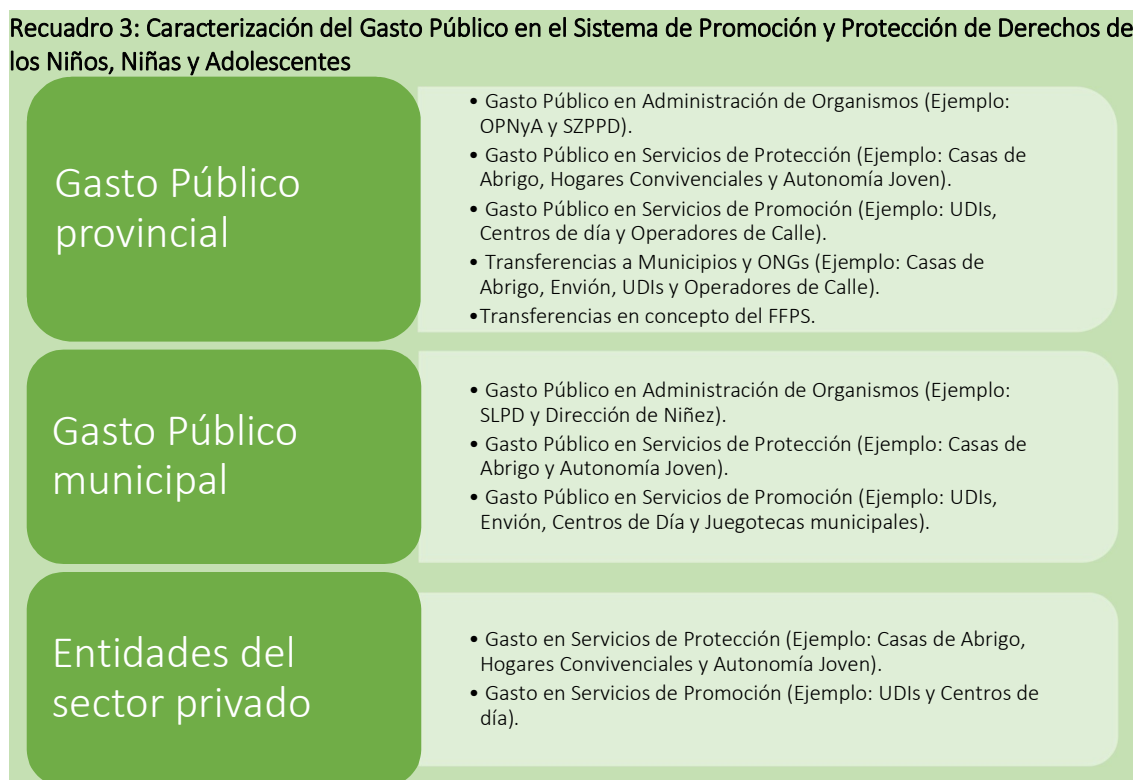 Recuadro 3: Caracterización del Gasto Público en el Sistema de Promoción y Protección de Derechos de
los Niños, Niñas y Adolescentes
Gasto Público
provincial
• Gasto Público en Administración de Organismos (Ejemplo:
OPNyA y SZPPD).
• Gasto Público en Servicios de Protección (Ejemplo: Casas de
Abrigo, Hogares Convivenciales y Autonomía Joven).
• Gasto Público en Servicios de Promoción (Ejemplo: UDIs,
Centros de día y Operadores de Calle).
• Transferencias a Municipios y ONGs (Ejemplo: Casas de
Abrigo, Envión, UDIs y Operadores de Calle).
•Transferencias en concepto del FFPS.
Gasto Público
municipal
• Gasto Público en Administración de Organismos (Ejemplo:
SLPD y Dirección de Niñez).
• Gasto Público en Servicios de Protección (Ejemplo: Casas de
Abrigo y Autonomía Joven).
• Gasto Público en Servicios de Promoción (Ejemplo: UDIs,
Envión, Centros de Día y Juegotecas municipales).
Entidades del
sector privado
• Gasto en Servicios de Protección (Ejemplo: Casas de Abrigo,
Hogares Convivenciales y Autonomía Joven).
• Gasto en Servicios de Promoción (Ejemplo: UDIs y Centros de
día).